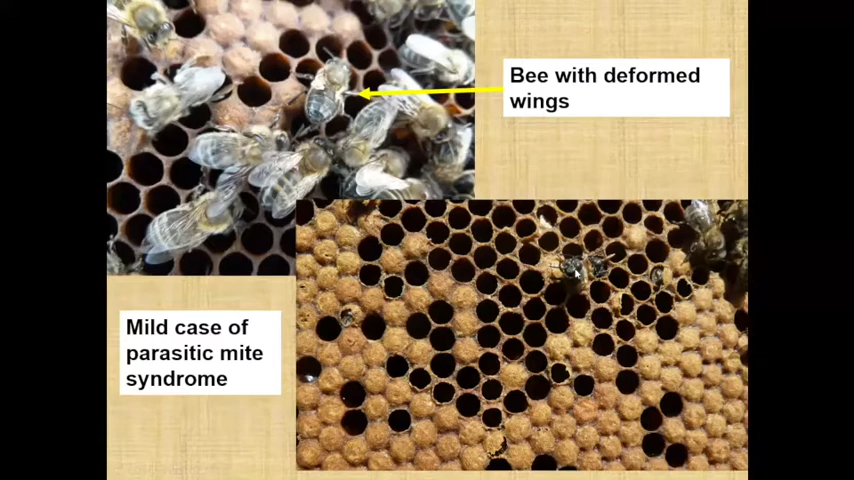 Bee with deformed
wings
Mild case of
parasitic mite
syndrome